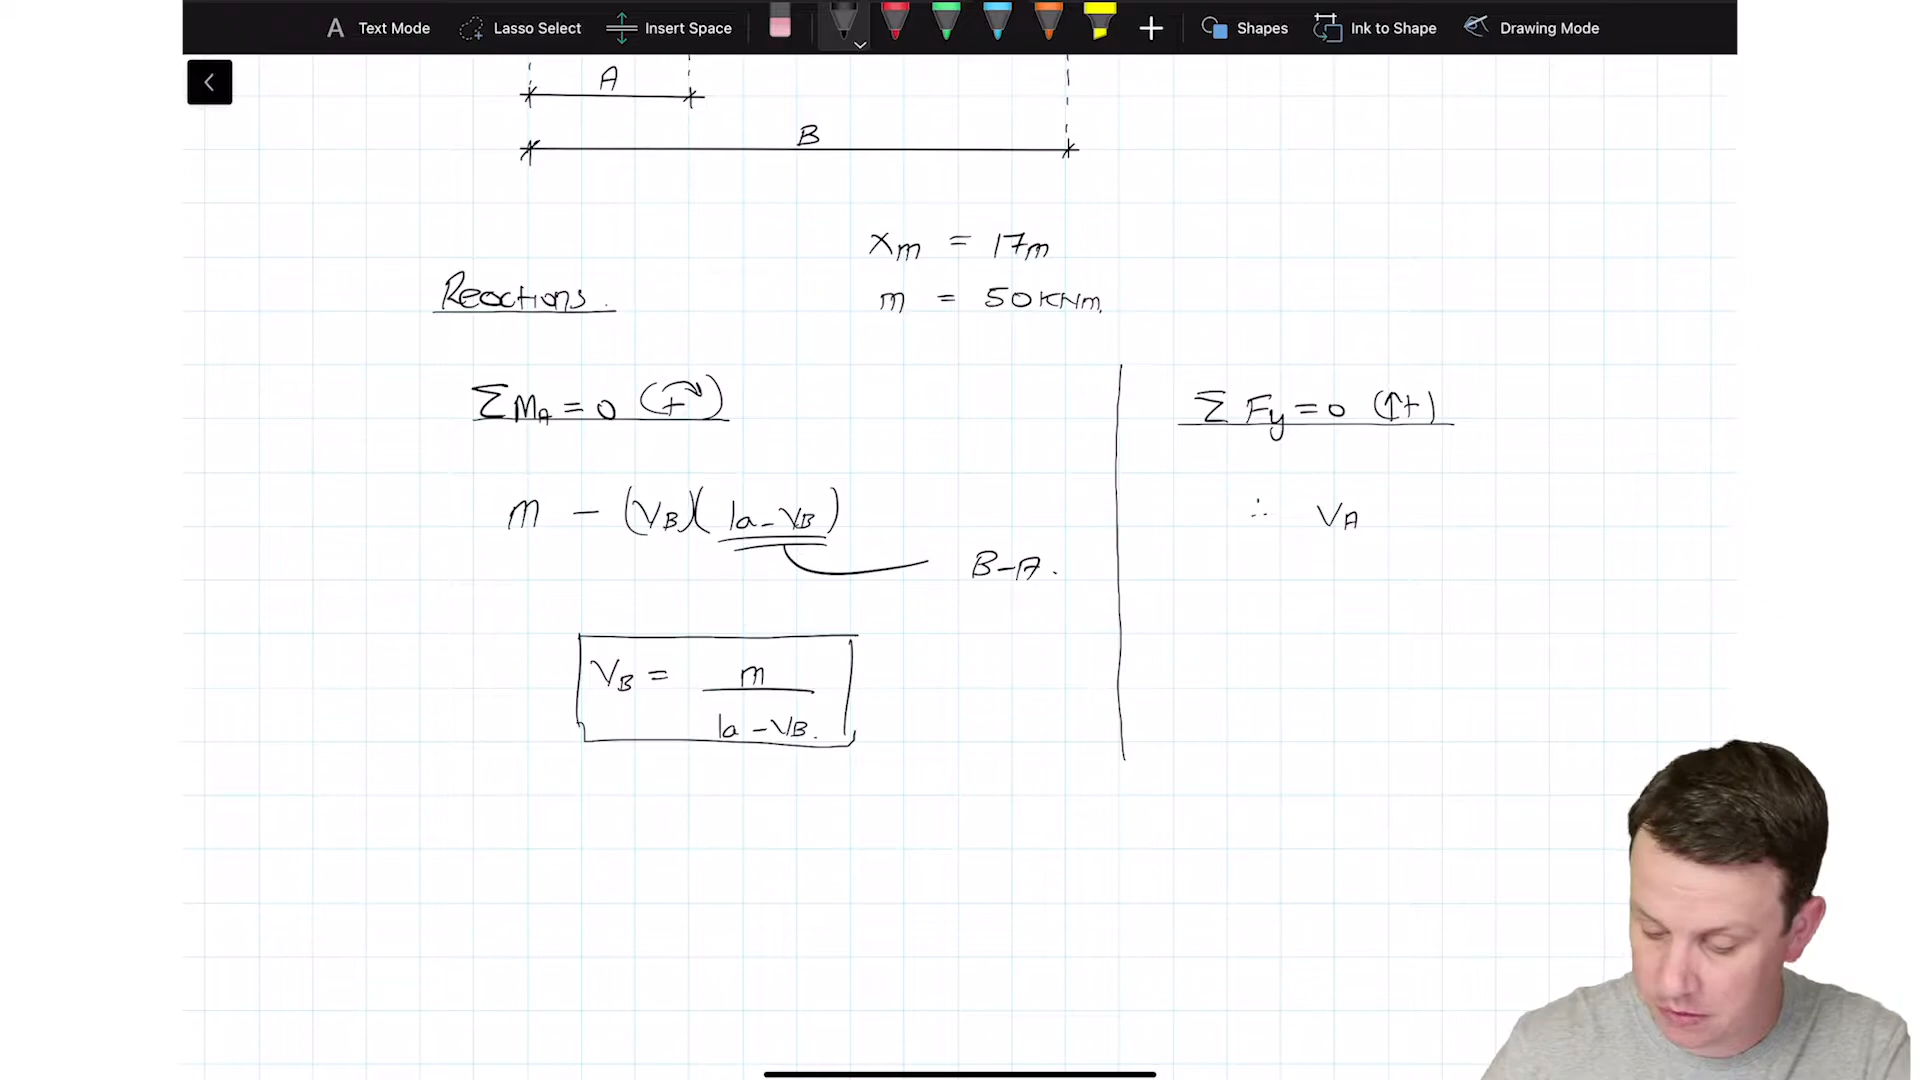 Text Mode Lasso Select Insert Space Shapes Ink to Shape Drawing Mode
A
B
Xm = 17m
Reactions.
m = 50KNm.
ΣMA = 0 (+↷)
ΣFy = 0 (↑+)
m - (VB)(la - VB)
∴ VA
B-A.
VB = m
la - VB.